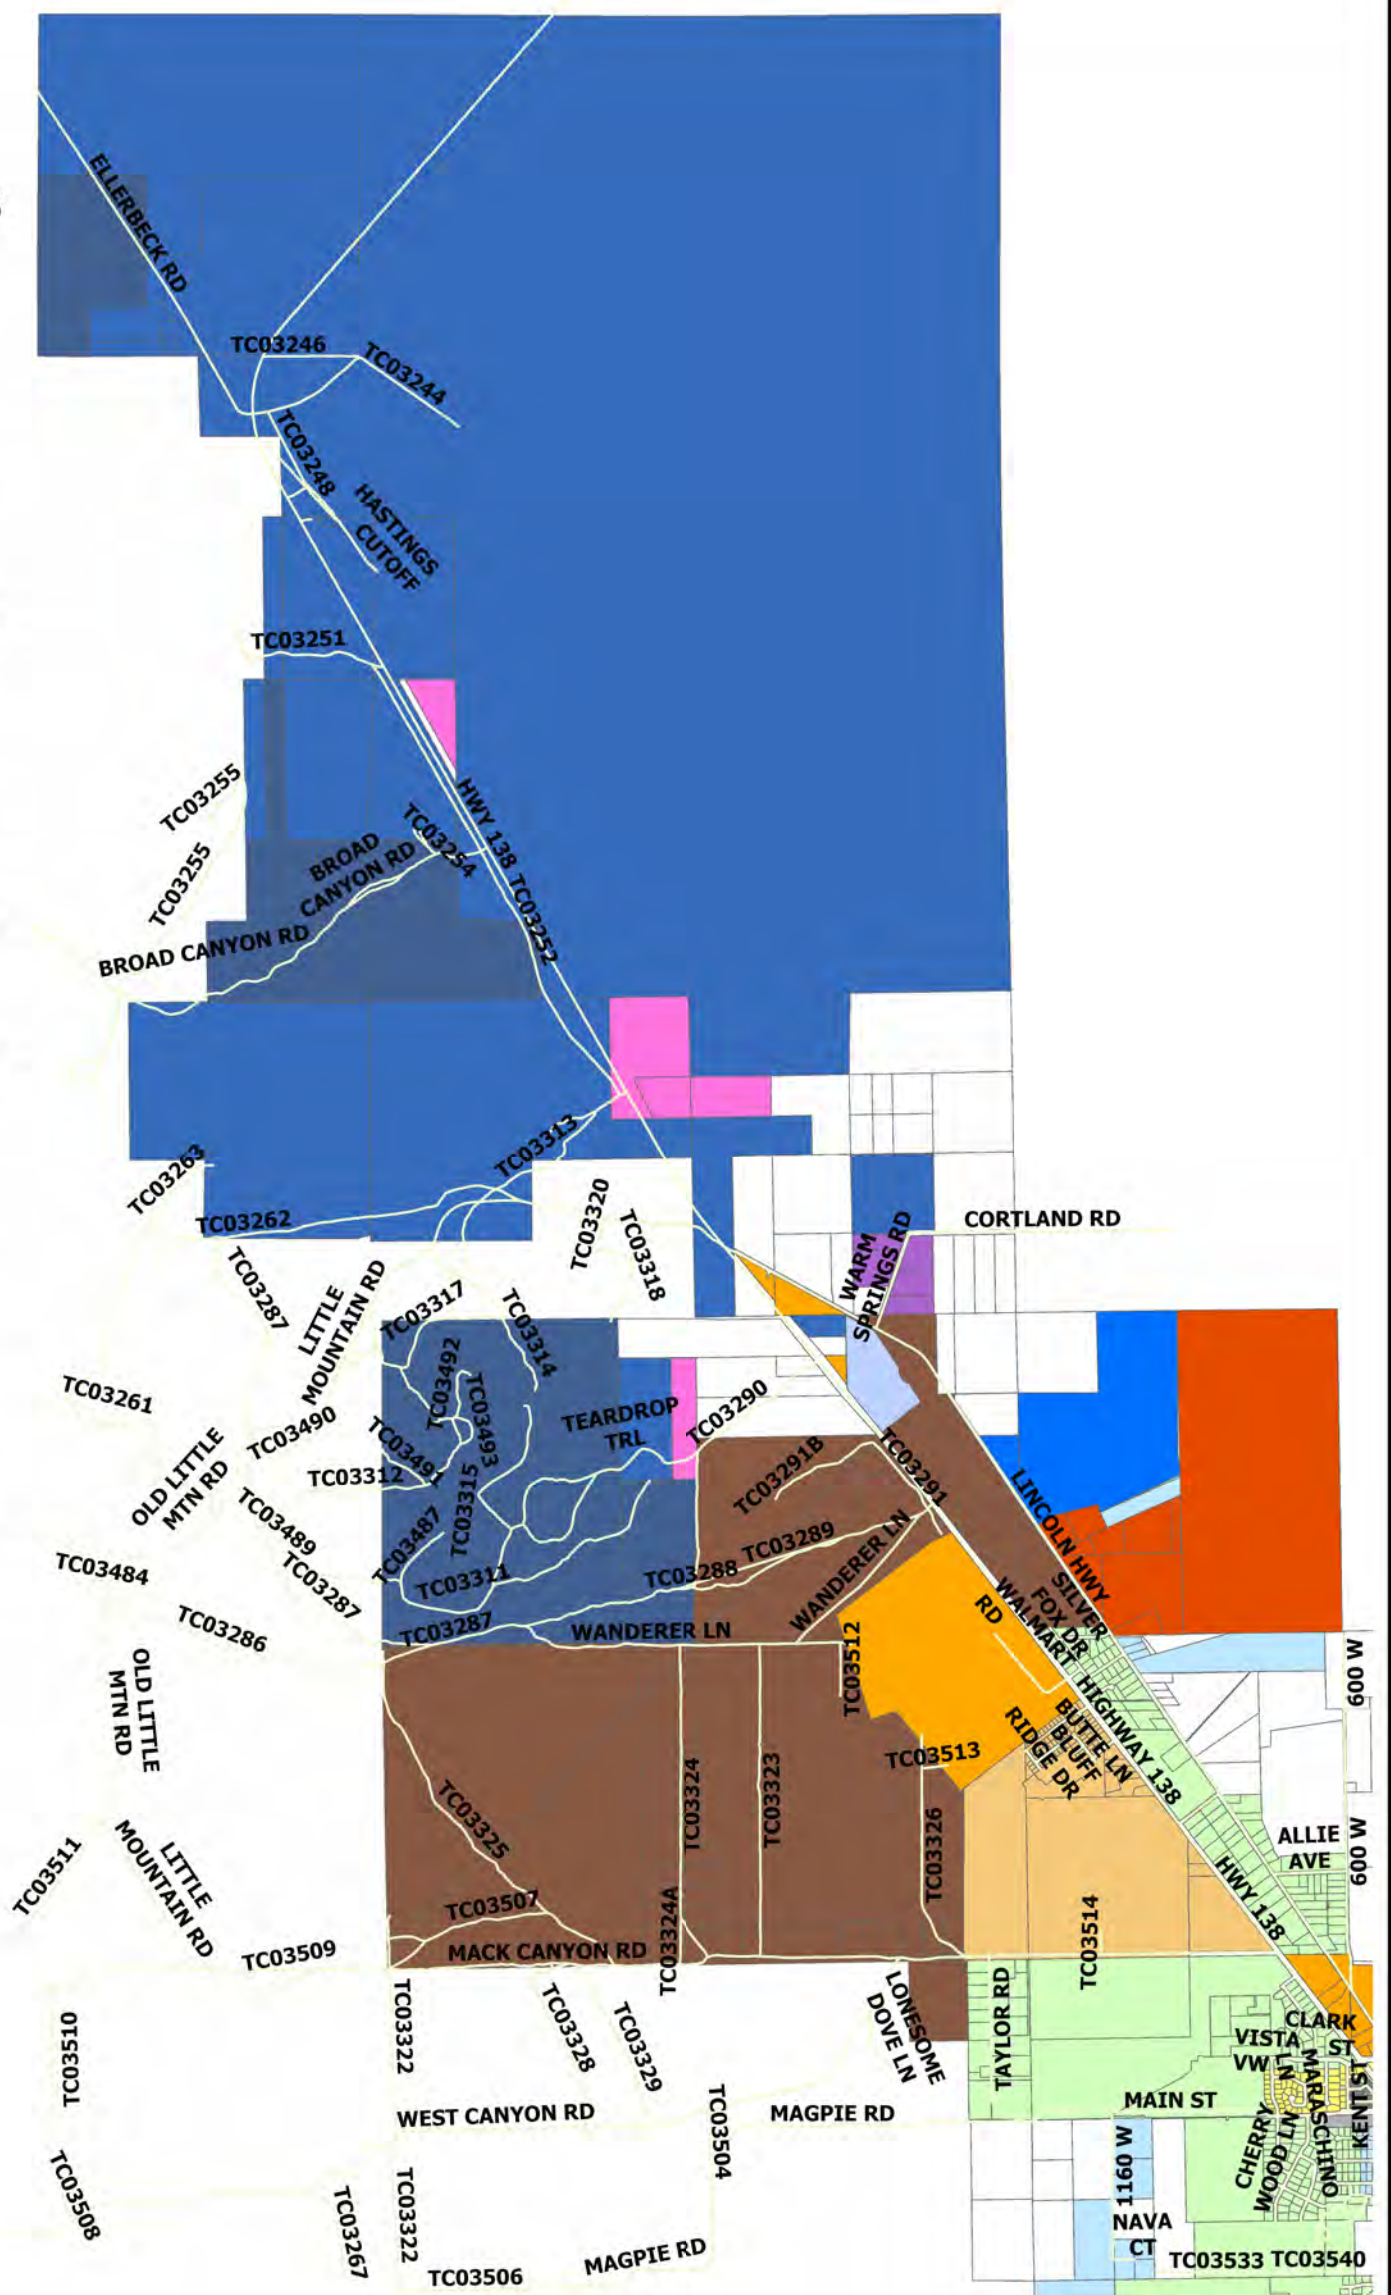 ELLERBECK RD
TC03246
TC03244
TC03248
HASTINGS
CUTOFF
TC03251
TC03255
HWY 138
TC03254
BROAD
CANYON RD
TC03255
TC03252
BROAD CANYON RD
TC03313
TC03263
TC03262
TC03320
TC03318
CORTLAND RD
WARM
SPRINGS RD
TC03287
LITTLE
MOUNTAIN RD
TC03317
TC03314
TC03492
TC03493
TC03261
TC03490
TC03491
TEARDROP
TRL
TC03290
OLD LITTLE
MTN RD
TC03312
TC03315
TC03291B
TC03291
TC03489
TC03487
TC03289
LINCOLN HWY
TC03484
TC03287
TC03311
TC03288
WANDERER LN
SILVER
FOX DR
WALMART
RD
TC03286
TC03287
WANDERER LN
TC03512
600 W
OLD LITTLE
MTN RD
HIGHWAY 138
BUTTE LN
BLUFF
RIDGE DR
TC03513
TC03325
TC03324
TC03323
TC03326
ALLIE
AVE
600 W
TC03511
LITTLE
MOUNTAIN RD
HWY 138
TC03507
TC03324A
TC03514
TC03509
MACK CANYON RD
TC03510
TC03322
TC03328
TC03329
LONESOME
DOVE LN
TAYLOR RD
CLARK
ST
VISTA
VW LN
MARASCHINO
KENT ST
WEST CANYON RD
TC03504
MAGPIE RD
MAIN ST
CHERRY
WOOD LN
1160 W
TC03508
TC03267
TC03322
TC03506
MAGPIE RD
NAVA
CT
TC03533
TC03540